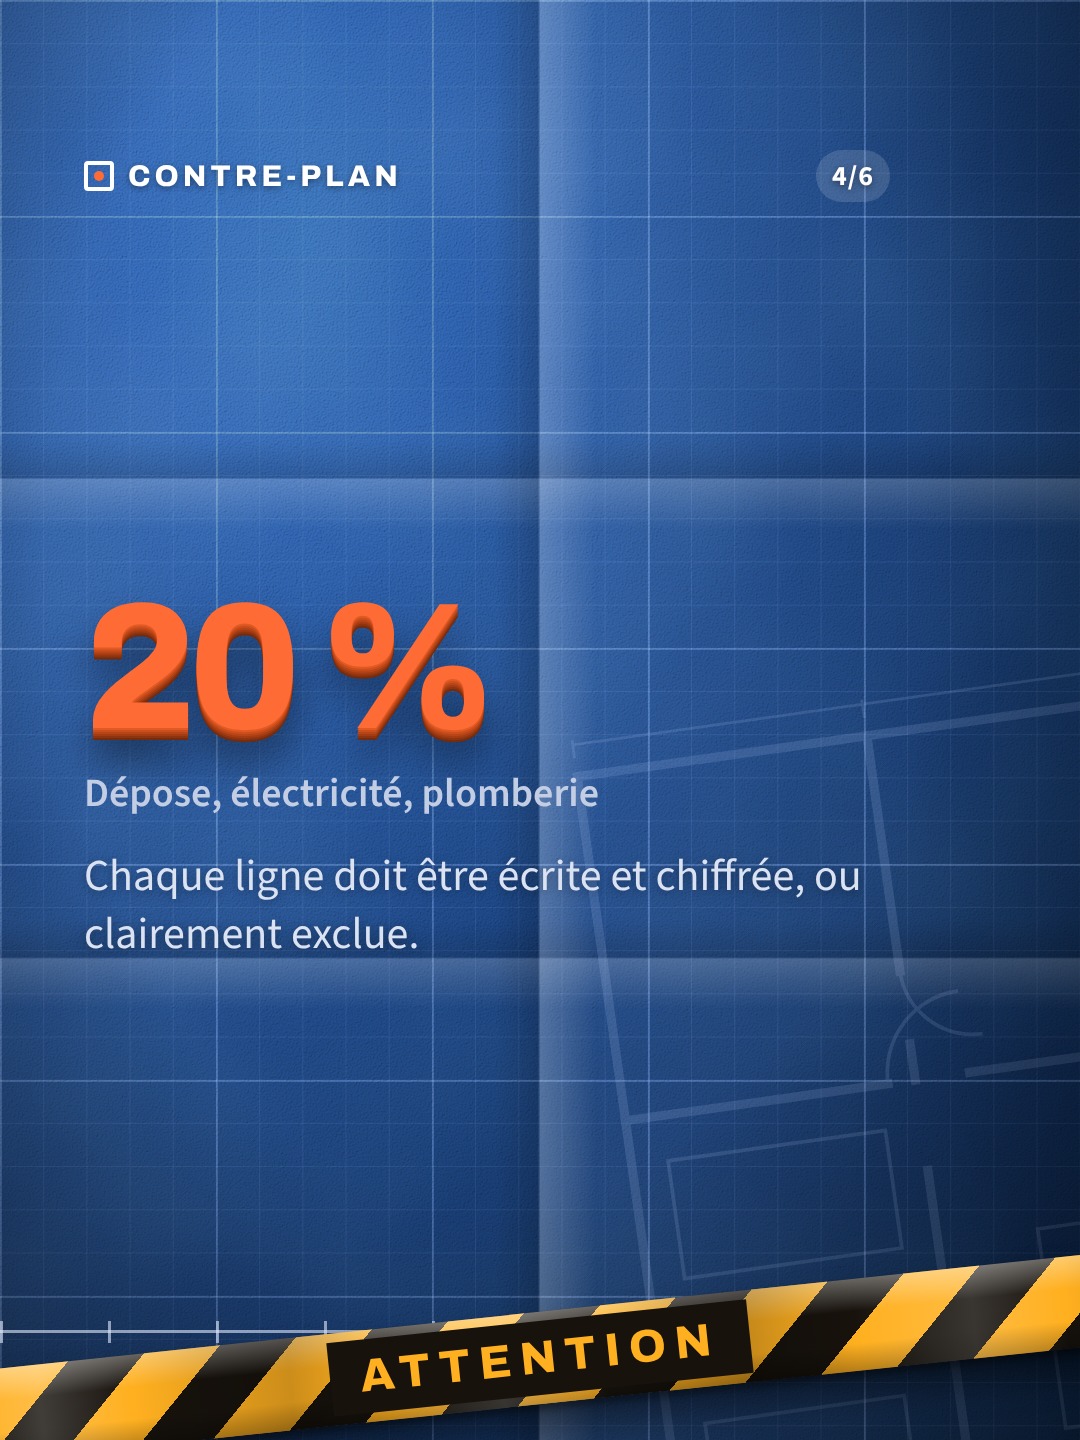 CONTRE-PLAN
4/6
20 %
Dépose, électricité, plomberie
Chaque ligne doit être écrite et chiffrée, ou
clairement exclue.
ATTENTION